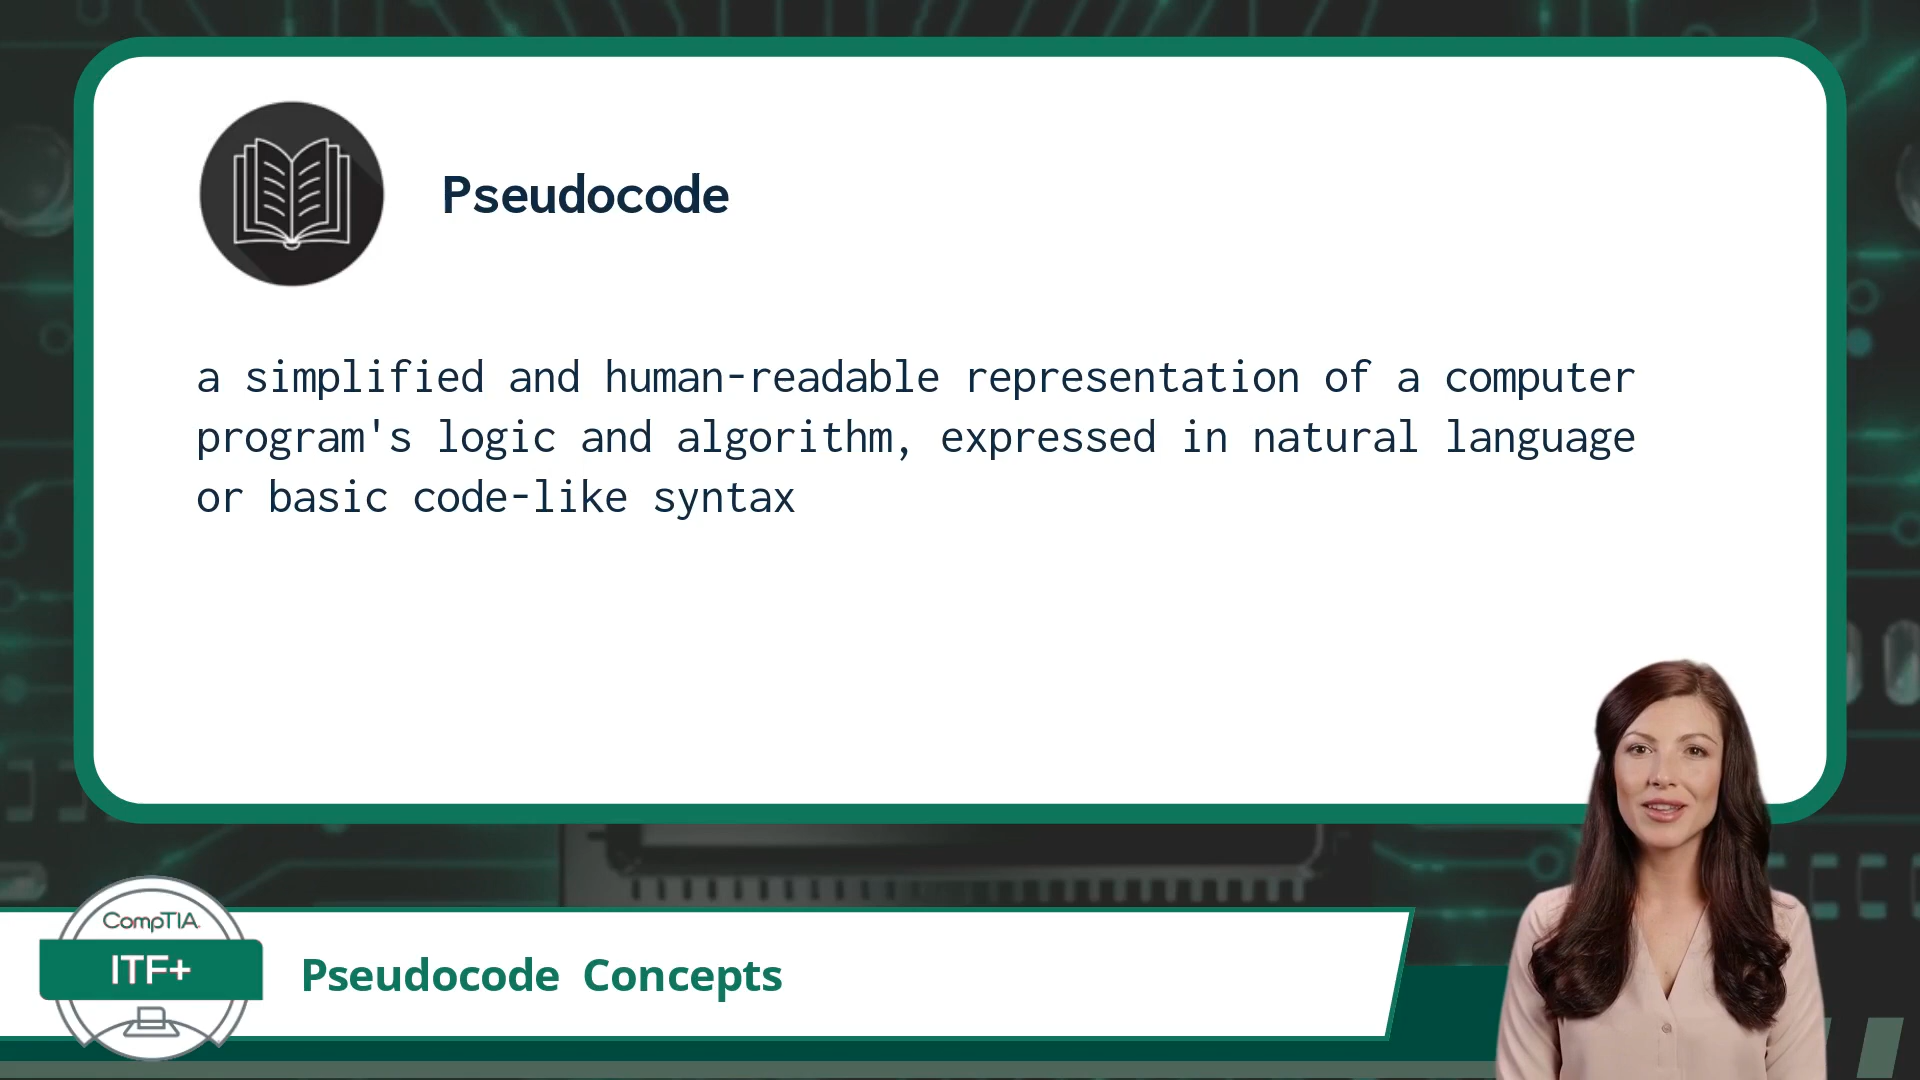 Pseudocode
a simplified and human-readable representation of a computer
program's logic and algorithm, expressed in natural language
or basic code-like syntax
CompTIA
ITF+
Pseudocode Concepts